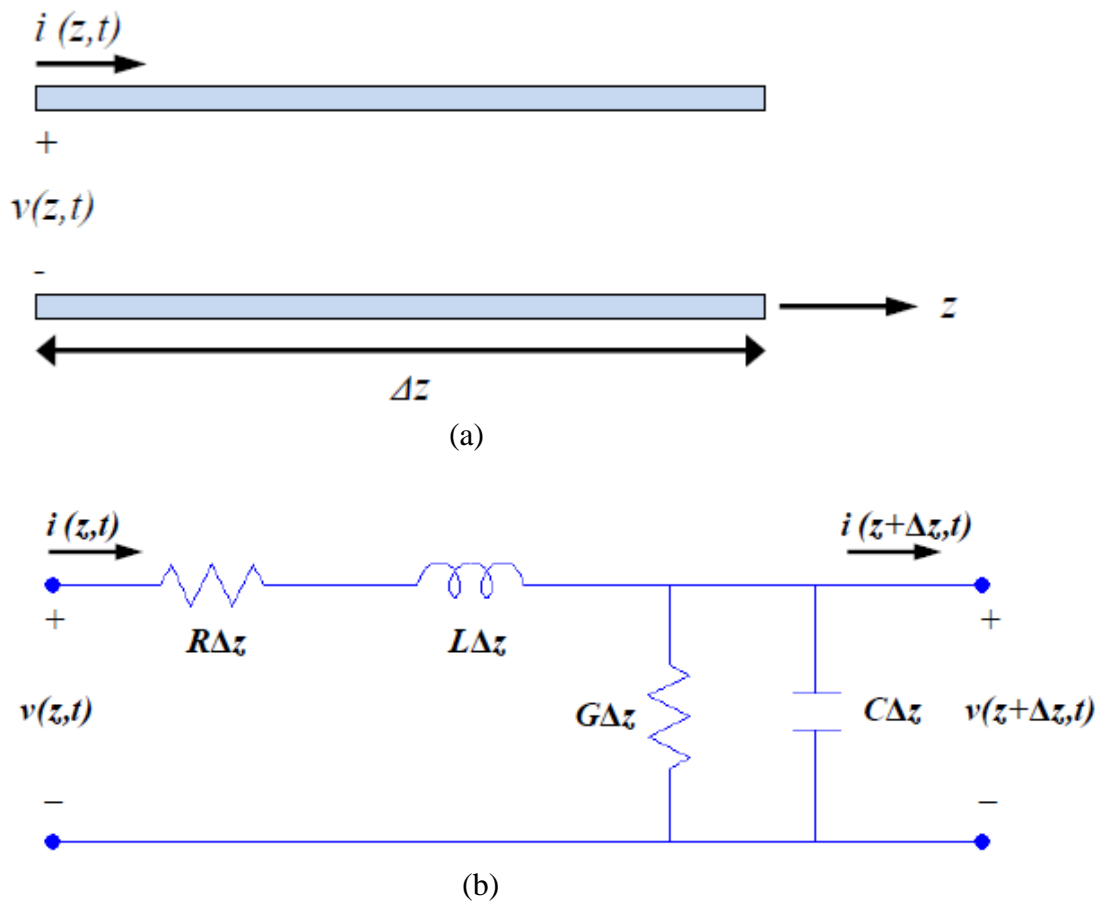 i (z,t)
+
v(z,t)
-
z
Δz
(a)
i (z,t)
i (z+Δz,t)
+
+
RΔz
LΔz
v(z,t)
GΔz
CΔz
v(z+Δz,t)
−
−
(b)